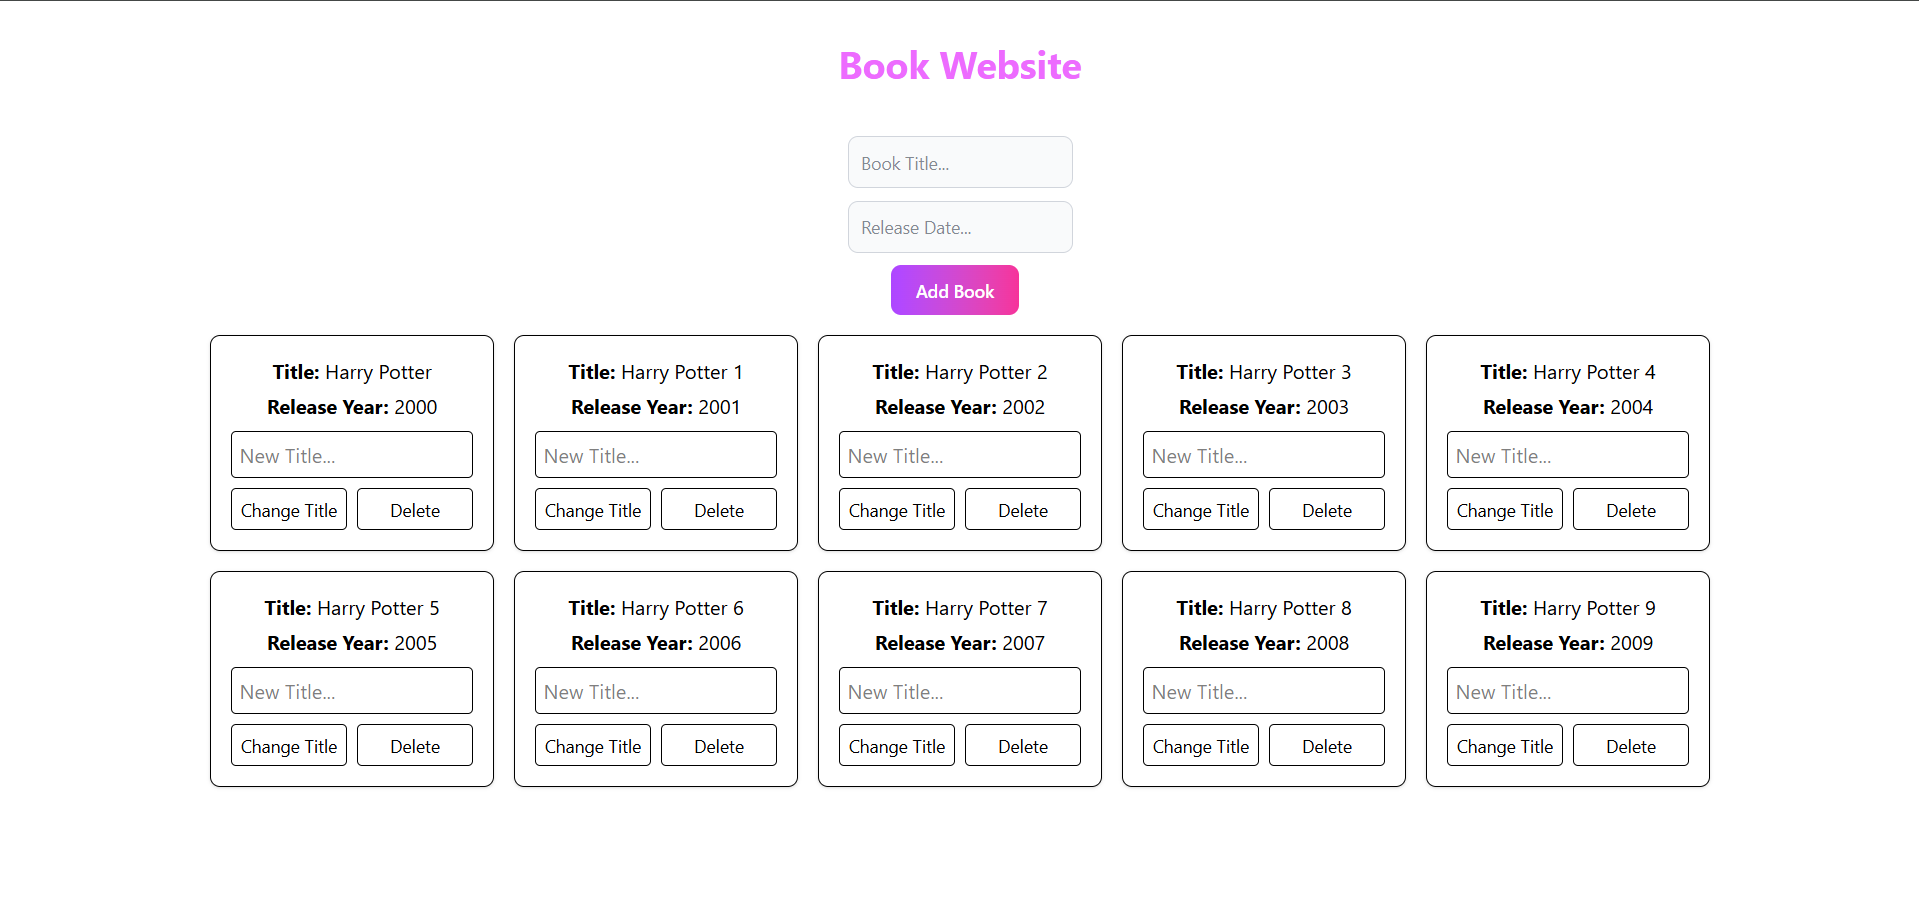 Book Website
Book Title...
Release Date...
Add Book
Title: Harry Potter
Release Year: 2000
New Title...
Change Title Delete
Title: Harry Potter 1
Release Year: 2001
New Title...
Change Title Delete
Title: Harry Potter 2
Release Year: 2002
New Title...
Change Title Delete
Title: Harry Potter 3
Release Year: 2003
New Title...
Change Title Delete
Title: Harry Potter 4
Release Year: 2004
New Title...
Change Title Delete
Title: Harry Potter 5
Release Year: 2005
New Title...
Change Title Delete
Title: Harry Potter 6
Release Year: 2006
New Title...
Change Title Delete
Title: Harry Potter 7
Release Year: 2007
New Title...
Change Title Delete
Title: Harry Potter 8
Release Year: 2008
New Title...
Change Title Delete
Title: Harry Potter 9
Release Year: 2009
New Title...
Change Title Delete